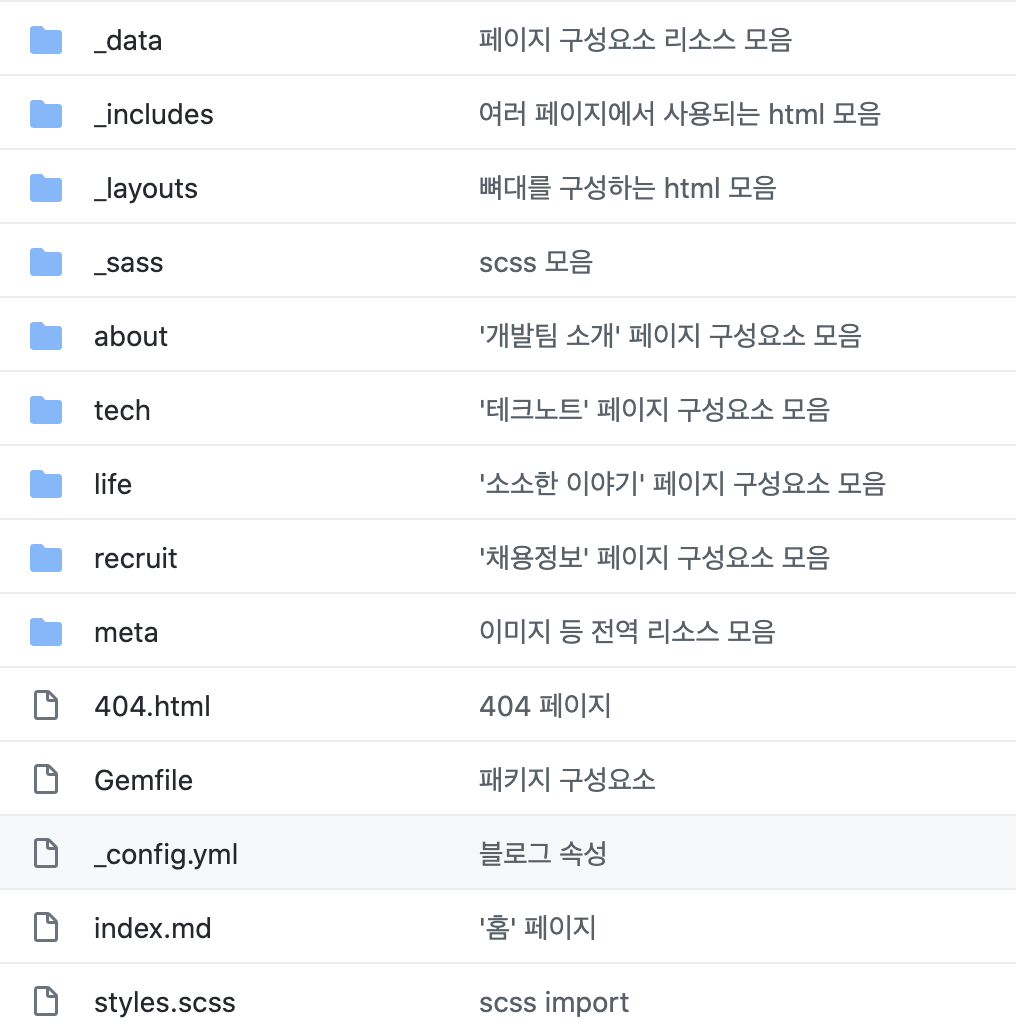 _data 페이지 구성요소 리소스 모음
_includes 여러 페이지에서 사용되는 html 모음
_layouts 뼈대를 구성하는 html 모음
_sass scss 모음
about '개발팀 소개' 페이지 구성요소 모음
tech '테크노트' 페이지 구성요소 모음
life '소소한 이야기' 페이지 구성요소 모음
recruit '채용정보' 페이지 구성요소 모음
meta 이미지 등 전역 리소스 모음
404.html 404 페이지
Gemfile 패키지 구성요소
_config.yml 블로그 속성
index.md '홈' 페이지
styles.scss scss import